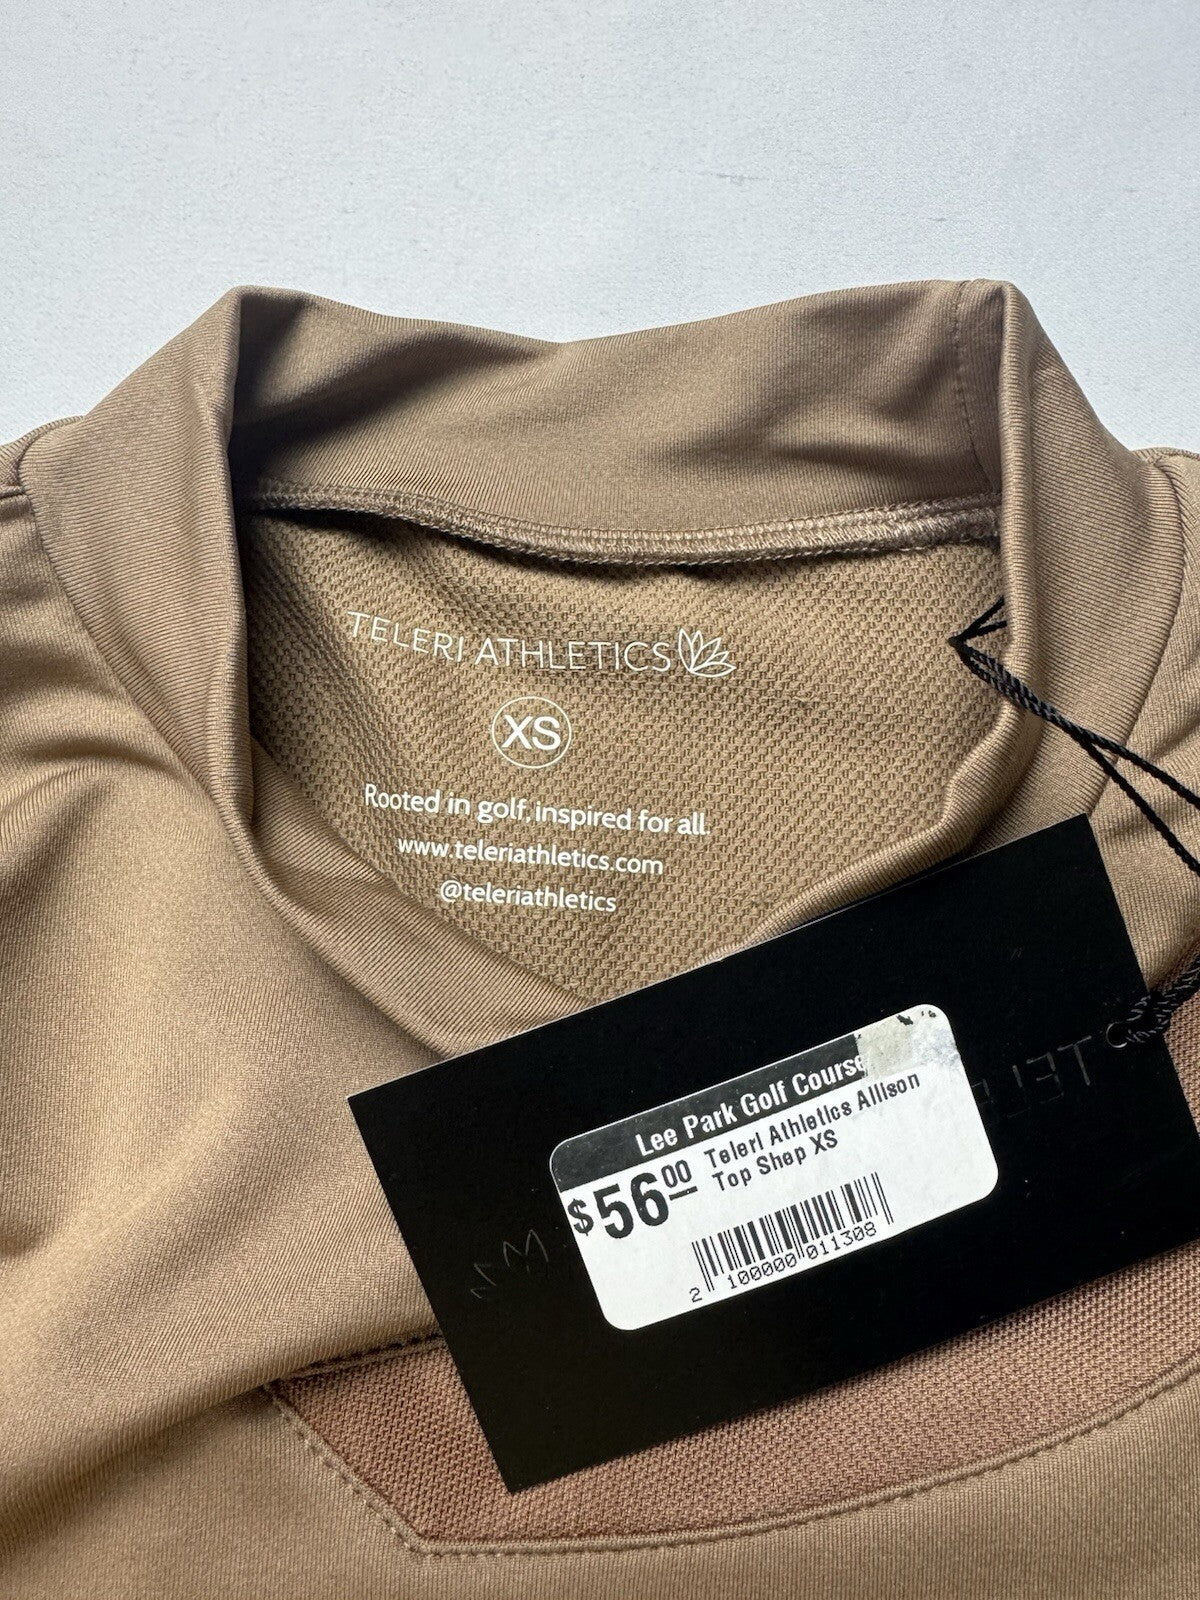 TELERI ATHLETICS
XS
Rooted in golf, inspired for all.
www.teleriathletics.com
@teleriathletics
Lee Park Golf Course
$56.00
Teleri Athletics Allison
Top Shop XS
2 100000 011308